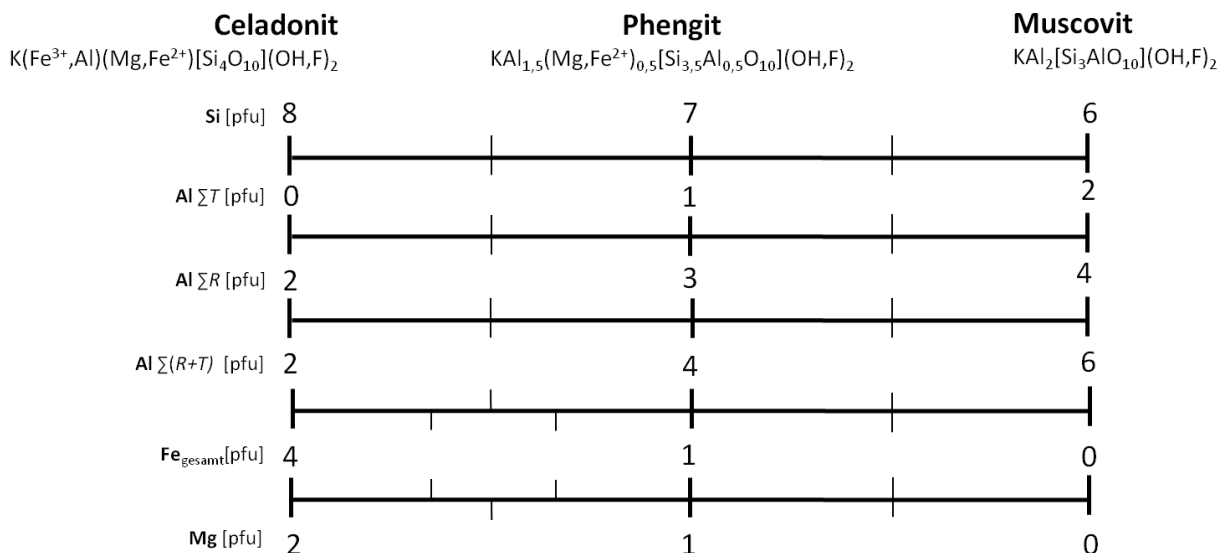 Celadonit Phengit Muscovit
K(Fe³⁺,Al)(Mg,Fe²⁺)[Si₄O₁₀](OH,F)₂ KAl₁,₅(Mg,Fe²⁺)₀,₅[Si₃,₅Al₀,₅O₁₀](OH,F)₂ KAl₂[Si₃AlO₁₀](OH,F)₂
Si [pfu] 8 7 6
Al ∑T [pfu] 0 1 2
Al ∑R [pfu] 2 3 4
Al ∑(R+T) [pfu] 2 4 6
Fe gesamt[pfu] 4 1 0
Mg [pfu] 2 1 0